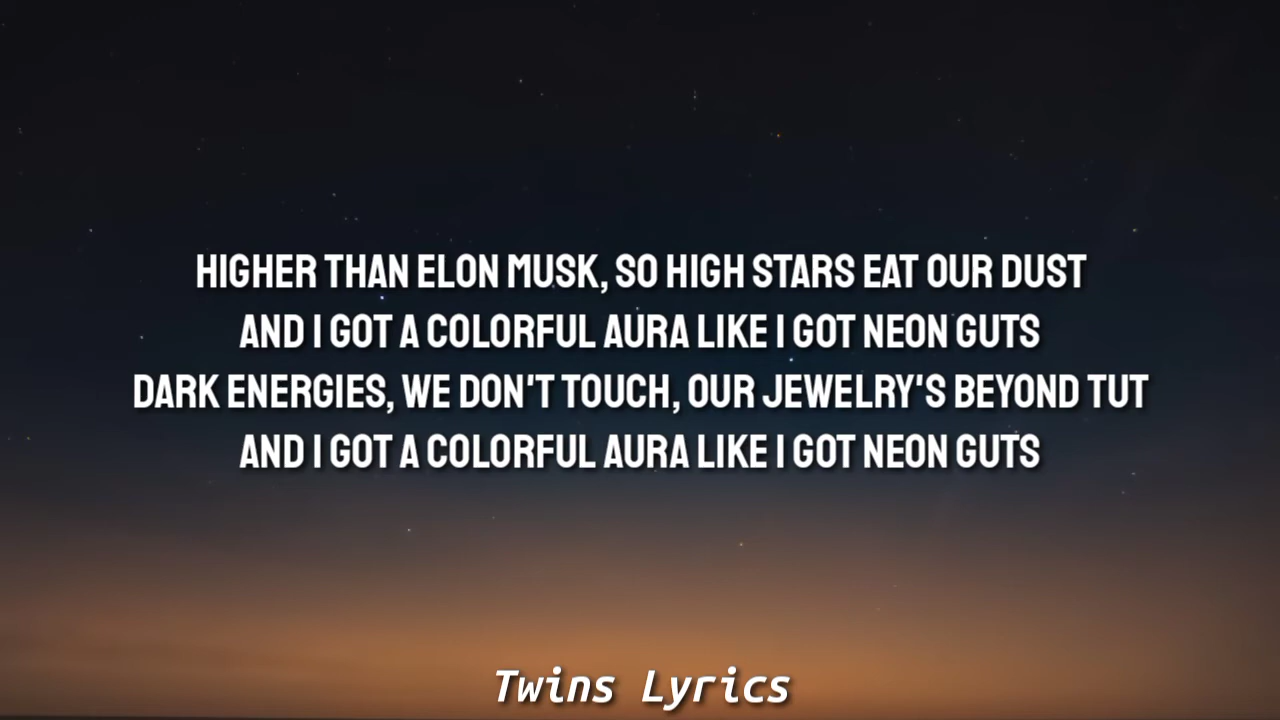 HIGHER THAN ELON MUSK, SO HIGH STARS EAT OUR DUST
AND I GOT A COLORFUL AURA LIKE I GOT NEON GUTS
DARK ENERGIES, WE DON'T TOUCH, OUR JEWELRY'S BEYOND TUT
AND I GOT A COLORFUL AURA LIKE I GOT NEON GUTS
Twins Lyrics